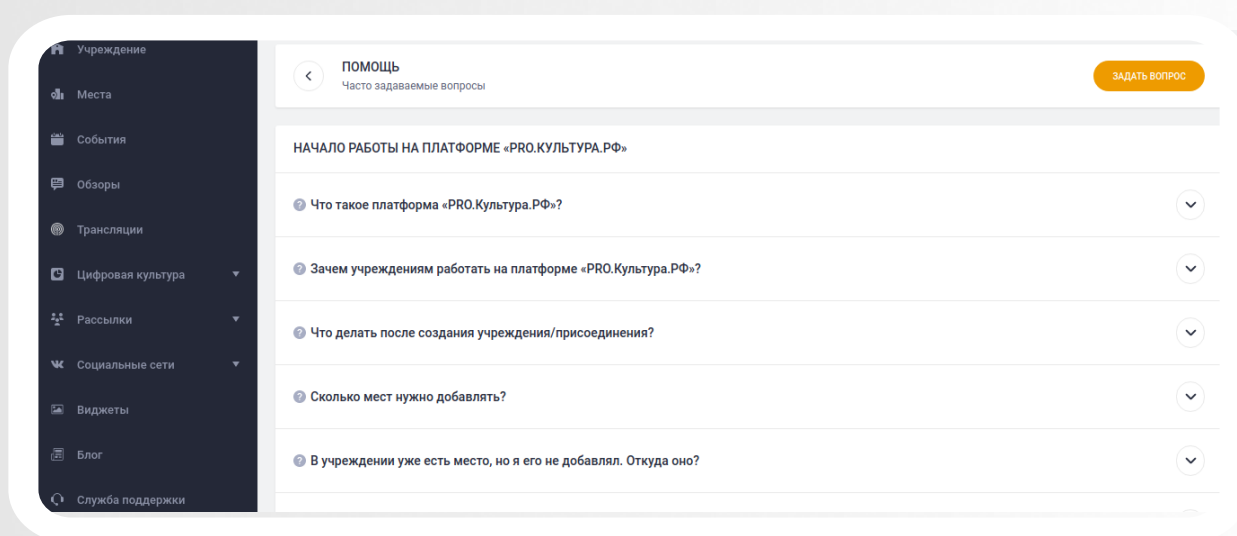 Учреждение
Места
События
Обзоры
Трансляции
Цифровая культура
Рассылки
Социальные сети
Виджеты
Блог
Служба поддержки
ПОМОЩЬ
Часто задаваемые вопросы
ЗАДАТЬ ВОПРОС
НАЧАЛО РАБОТЫ НА ПЛАТФОРМЕ «PRO.КУЛЬТУРА.РФ»
Что такое платформа «PRO.Культура.РФ»?
Зачем учреждениям работать на платформе «PRO.Культура.РФ»?
Что делать после создания учреждения/присоединения?
Сколько мест нужно добавлять?
В учреждении уже есть место, но я его не добавлял. Откуда оно?